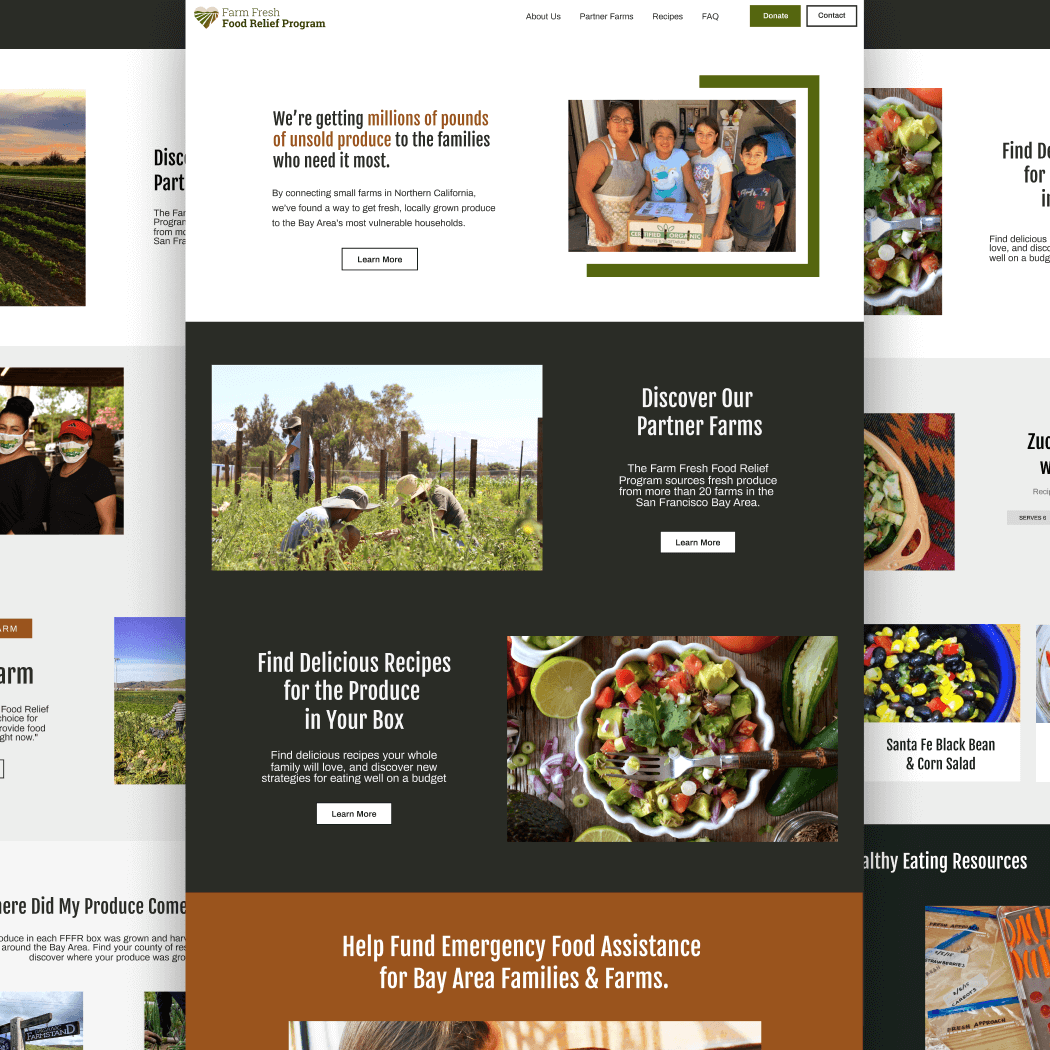 Farm Fresh
Food Relief Program
About Us
Partner Farms
Recipes
FAQ
Donate
Contact
We’re getting millions of pounds
of unsold produce to the families
who need it most.
By connecting small farms in Northern California,
we’ve found a way to get fresh, locally grown produce
to the Bay Area’s most vulnerable households.
Learn More
CERTIFIED ORGANIC
Discover Our
Partner Farms
The Farm Fresh Food Relief
Program sources fresh produce
from more than 20 farms in the
San Francisco Bay Area.
Learn More
Find Delicious Recipes
for the Produce
in Your Box
Find delicious recipes your whole
family will love, and discover new
strategies for eating well on a budget
Learn More
Help Fund Emergency Food Assistance
for Bay Area Families & Farms.
Disc
Part
The Far
Program
from mo
San Fra
ARM
arm
Food Relief
choice for
rovide food
ght now."
here Did My Produce Come
oduce in each FFFR box was grown and har
around the Bay Area. Find your county of res
discover where your produce was gro
FARMSTAND
Find De
for
i
Find delicious
love, and disco
well on a budg
Zuc
w
Recip
SERVES 6
Santa Fe Black Bean
& Corn Salad
althy Eating Resources
FRESH APPROACH
STRAWBERRIES
CARROTS
FRESH APPROACH